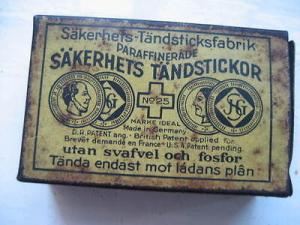 Säkerhets-Tändsticksfabrik
PARAFFINERADE
SÄKERHETS TÄNDSTICKOR
No 25
MARKE IDEAL
Made in Germany
D.R. PATENT ang. - British Patent applied for.
Brevet demandé en France - U.S.A. Patent pending.
utan svafvel och fosfor
Tända endast mot lådans plån